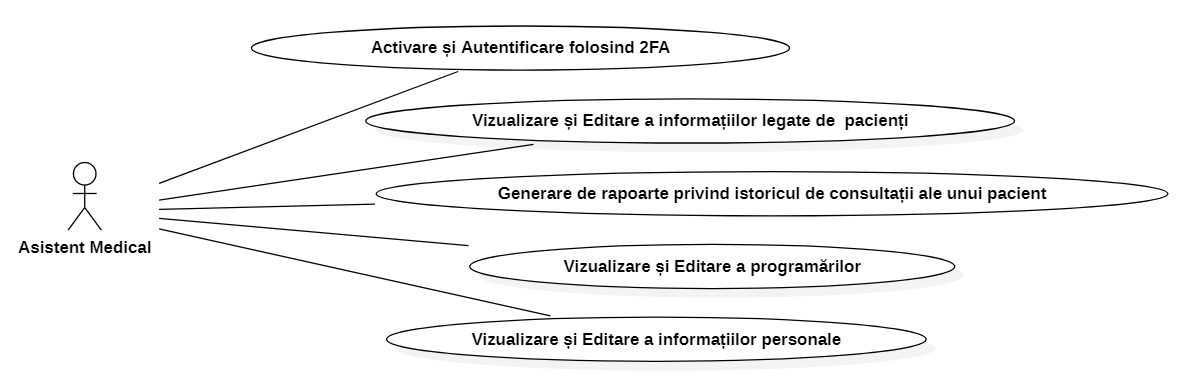 Activare și Autentificare folosind 2FA
Vizualizare și Editare a informațiilor legate de  pacienți
Generare de rapoarte privind istoricul de consultații ale unui pacient
Asistent Medical
Vizualizare și Editare a programărilor
Vizualizare și Editare a informațiilor personale